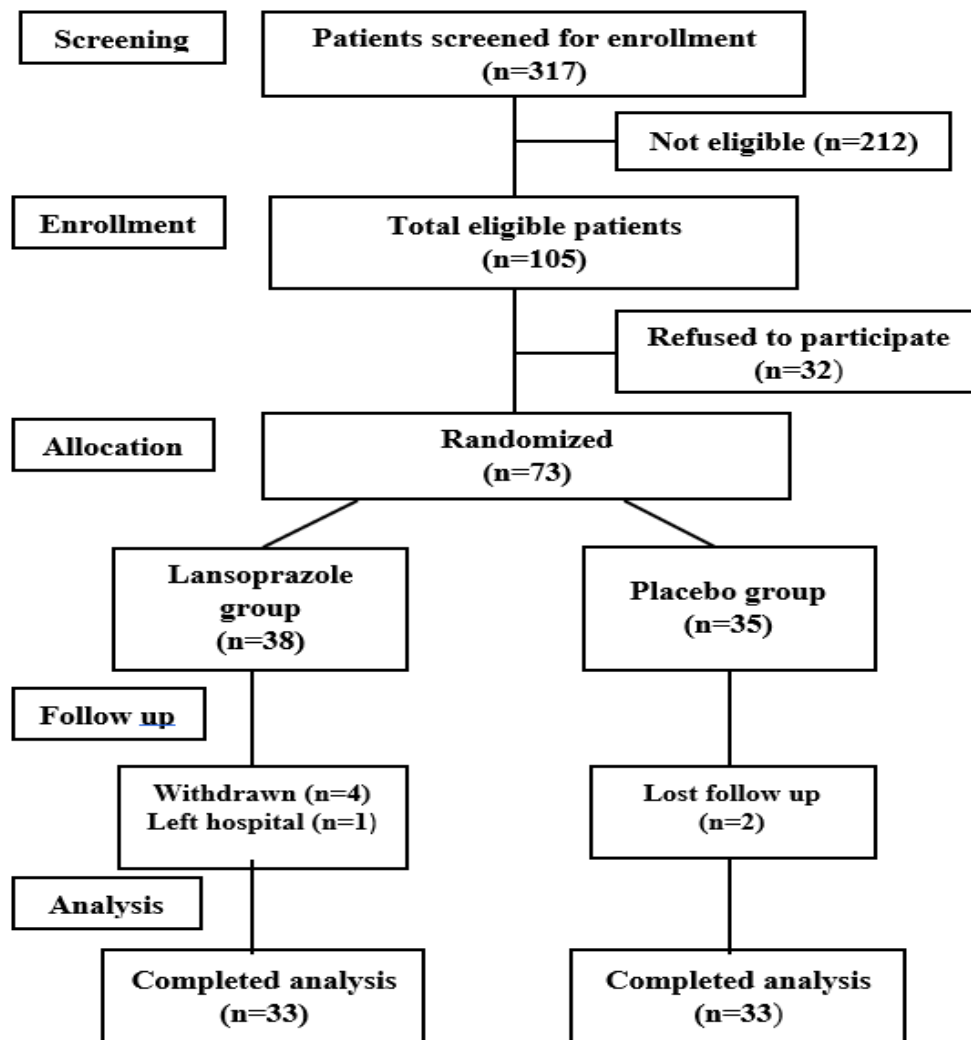 Screening
Patients screened for enrollment
(n=317)
Not eligible (n=212)
Enrollment
Total eligible patients
(n=105)
Refused to participate
(n=32)
Allocation
Randomized
(n=73)
Lansoprazole
group
(n=38)
Placebo group
(n=35)
Follow up
Withdrawn (n=4)
Left hospital (n=1)
Lost follow up
(n=2)
Analysis
Completed analysis
(n=33)
Completed analysis
(n=33)